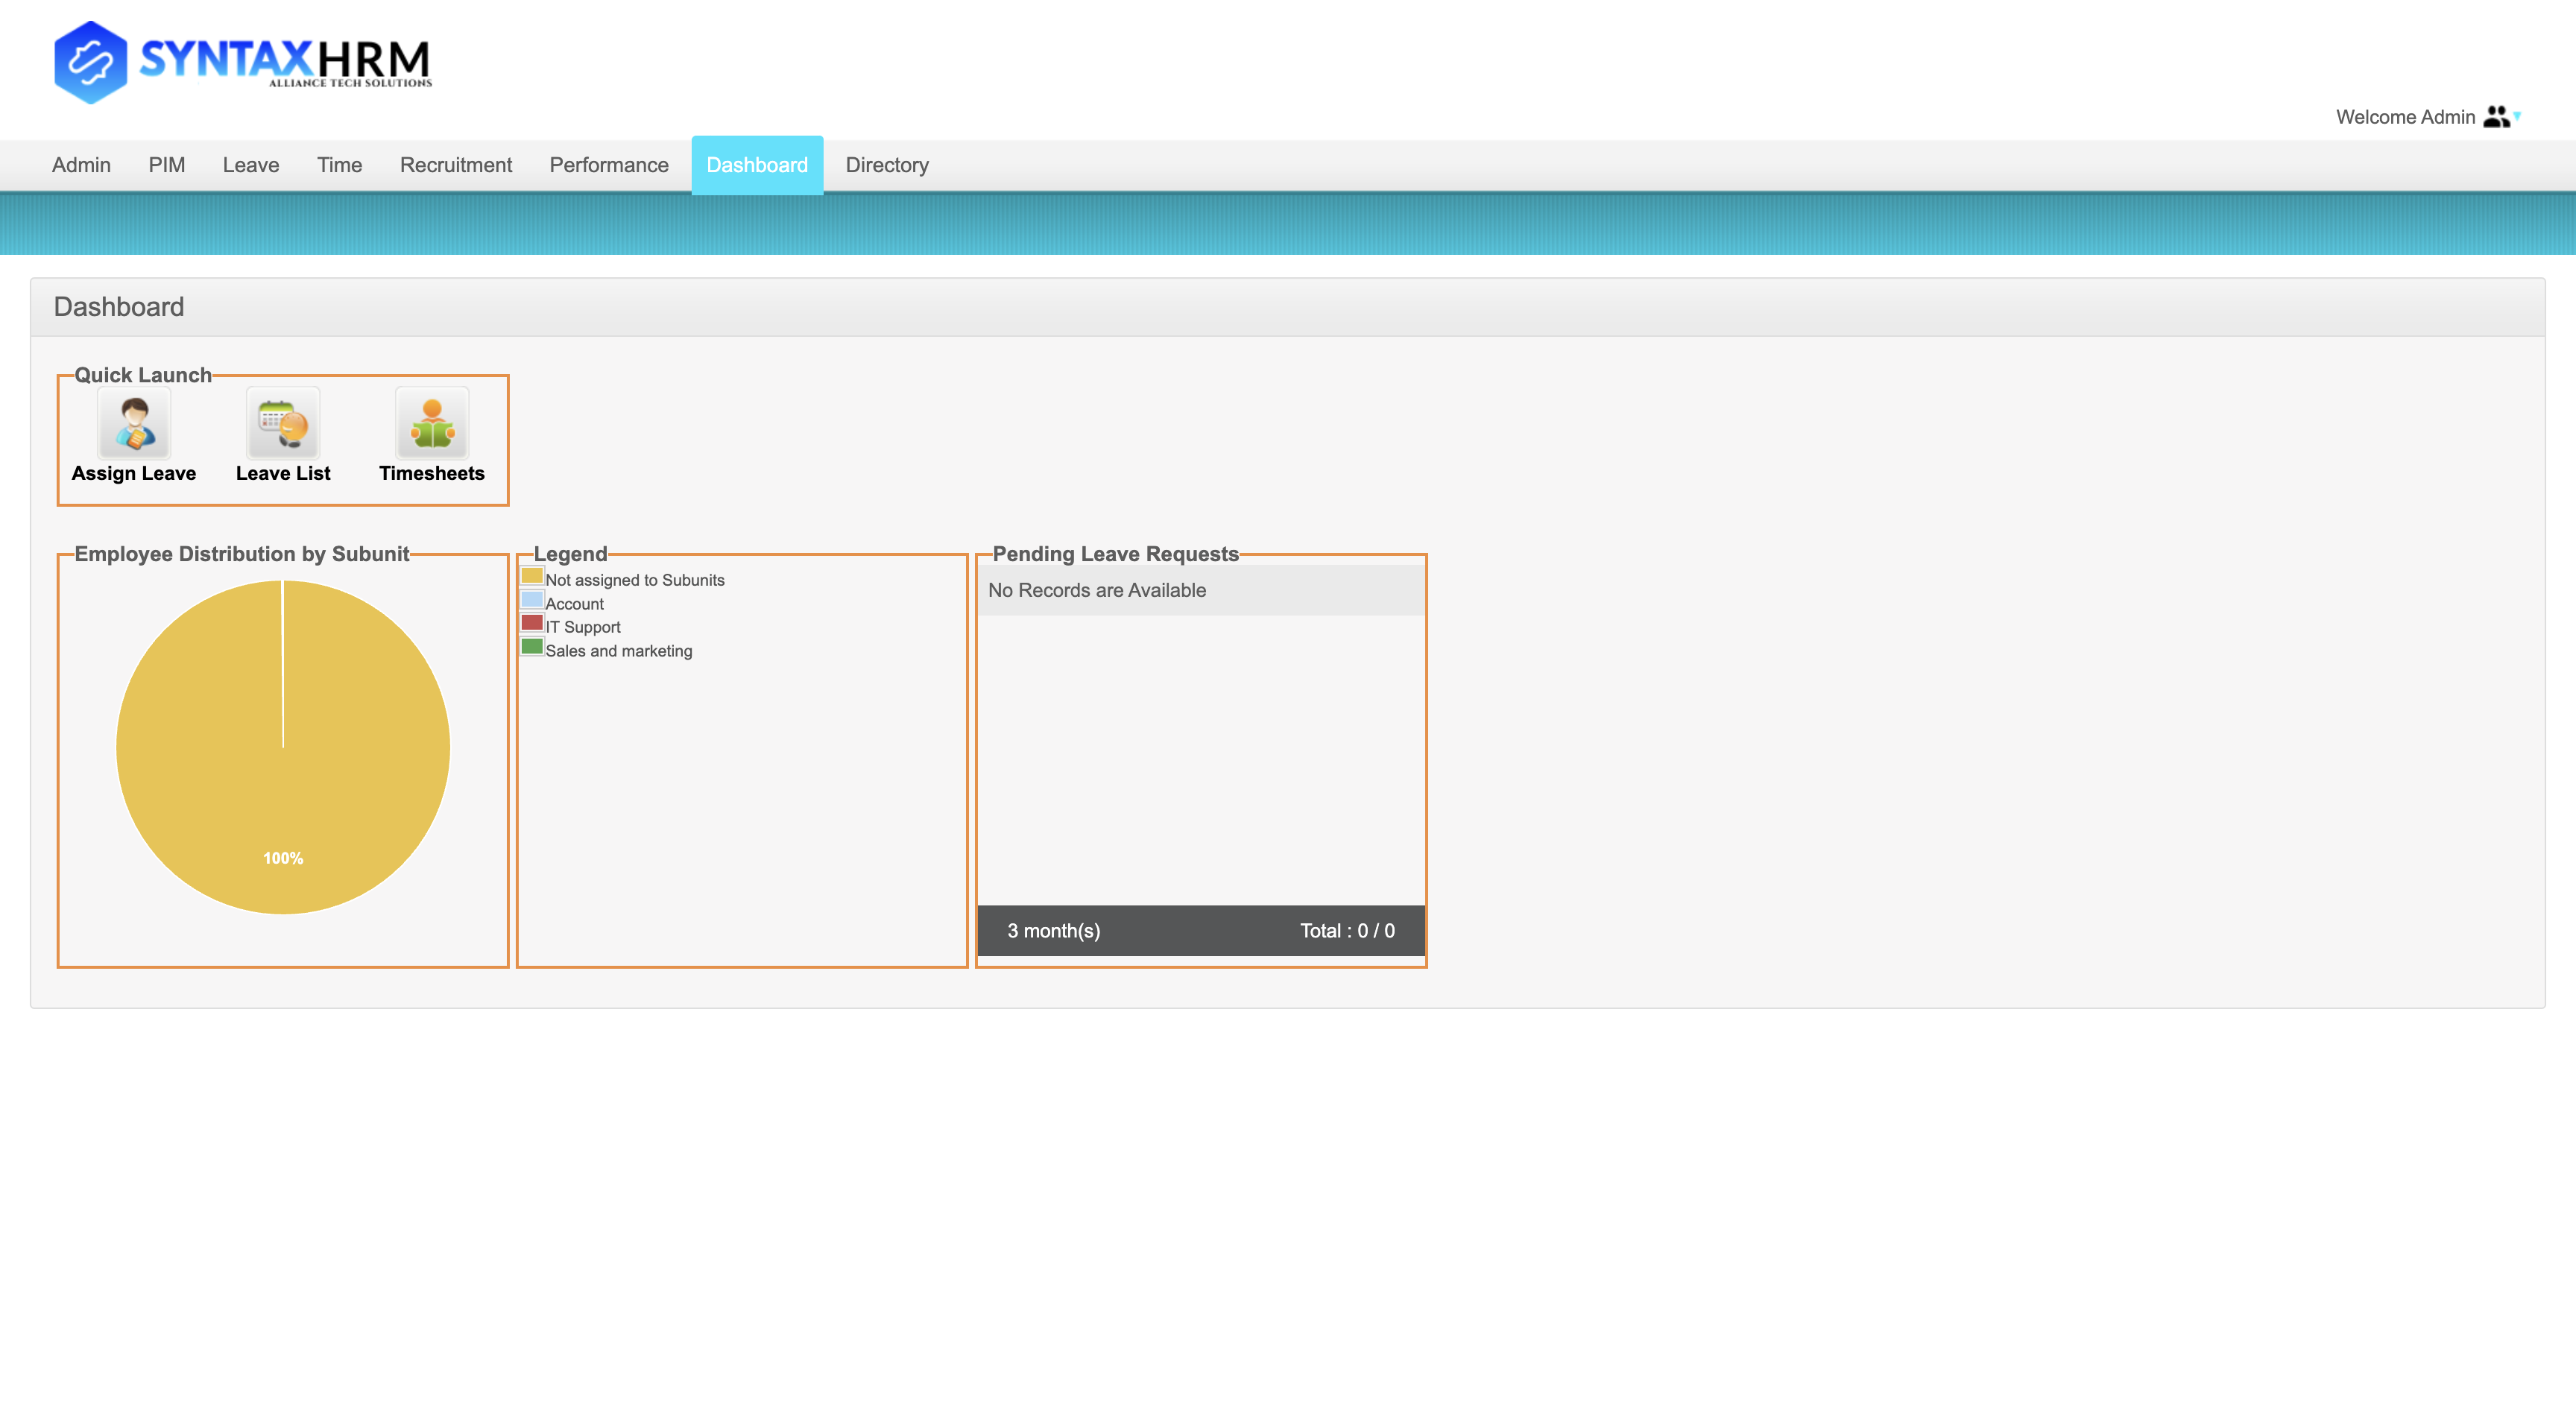 SYNTAXHRM
ALLIANCE TECH SOLUTIONS
Welcome Admin
Admin PIM Leave Time Recruitment Performance Dashboard Directory
Dashboard
Quick Launch
Assign Leave Leave List Timesheets
Employee Distribution by Subunit
100%
Legend
Not assigned to Subunits
Account
IT Support
Sales and marketing
Pending Leave Requests
No Records are Available
3 month(s) Total : 0 / 0